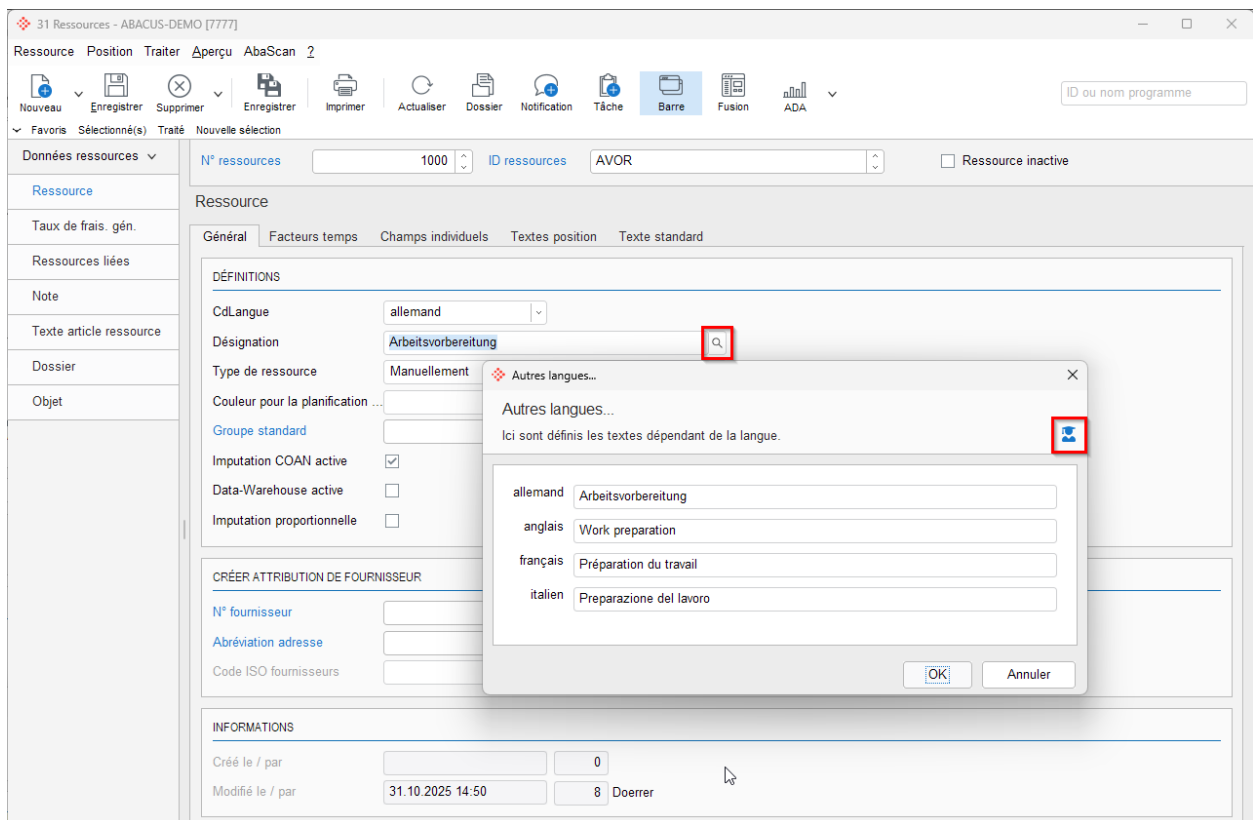 31 Ressources - ABACUS-DEMO [7777]
Ressource Position Traiter Aperçu AbaScan ?
Nouveau Enregistrer Supprimer Enregistrer Imprimer Actualiser Dossier Notification Tâche Barre Fusion ADA
ID ou nom programme
Favoris Sélectionné(s) Traité Nouvelle sélection
Données ressources
N° ressources 1000 ID ressources AVOR Ressource inactive
Ressource
Taux de frais. gén.
Ressources liées
Note
Texte article ressource
Dossier
Objet
Ressource
Général Facteurs temps Champs individuels Textes position Texte standard
DÉFINITIONS
CdLangue allemand
Désignation Arbeitsvorbereitung
Type de ressource Manuellement
Couleur pour la planification ...
Groupe standard
Imputation COAN active
Data-Warehouse active
Imputation proportionnelle
CRÉER ATTRIBUTION DE FOURNISSEUR
N° fournisseur
Abréviation adresse
Code ISO fournisseurs
Autres langues...
Autres langues...
Ici sont définis les textes dépendant de la langue.
allemand Arbeitsvorbereitung
anglais Work preparation
français Préparation du travail
italien Preparazione del lavoro
OK Annuler
INFORMATIONS
Créé le / par 0
Modifié le / par 31.10.2025 14:50 8 Doerrer